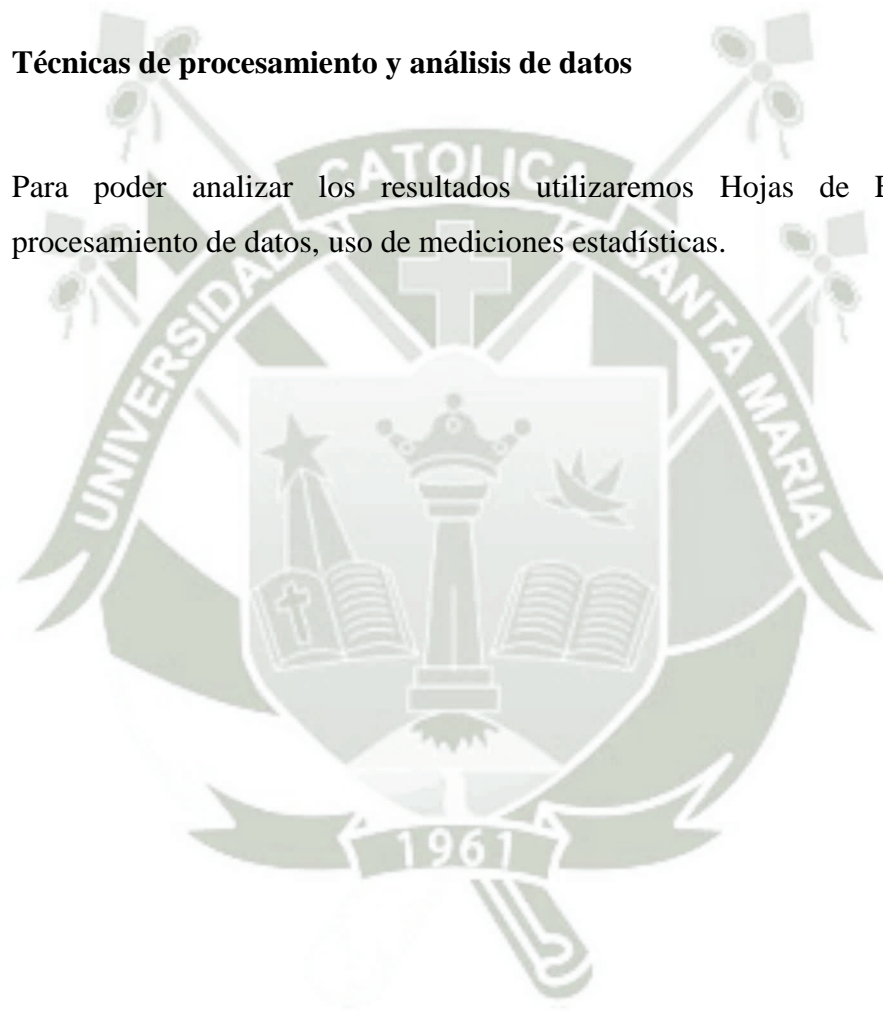 Técnicas de procesamiento y análisis de datos
Para poder analizar los resultados utilizaremos Hojas de
procesamiento de datos, uso de mediciones estadísticas.
UNIVERSIDAD CATOLICA SANTA MARIA
1961